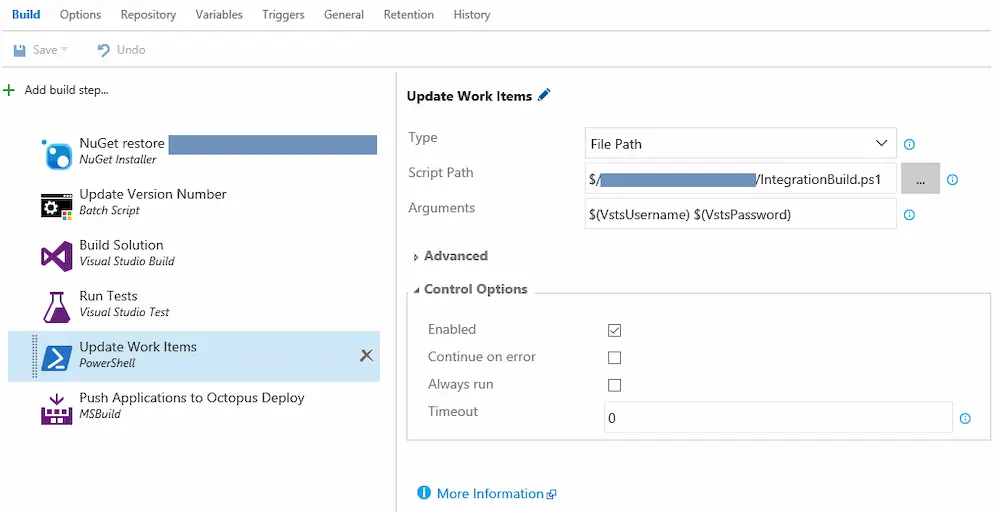 Build Options Repository Variables Triggers General Retention History
Save Undo
Add build step...
NuGet restore
NuGet Installer
Update Version Number
Batch Script
Build Solution
Visual Studio Build
Run Tests
Visual Studio Test
Update Work Items
PowerShell
Push Applications to Octopus Deploy
MSBuild
Update Work Items
Type File Path
Script Path $/ /IntegrationBuild.ps1 ...
Arguments $(VstsUsername) $(VstsPassword)
Advanced
Control Options
Enabled
Continue on error
Always run
Timeout 0
More Information